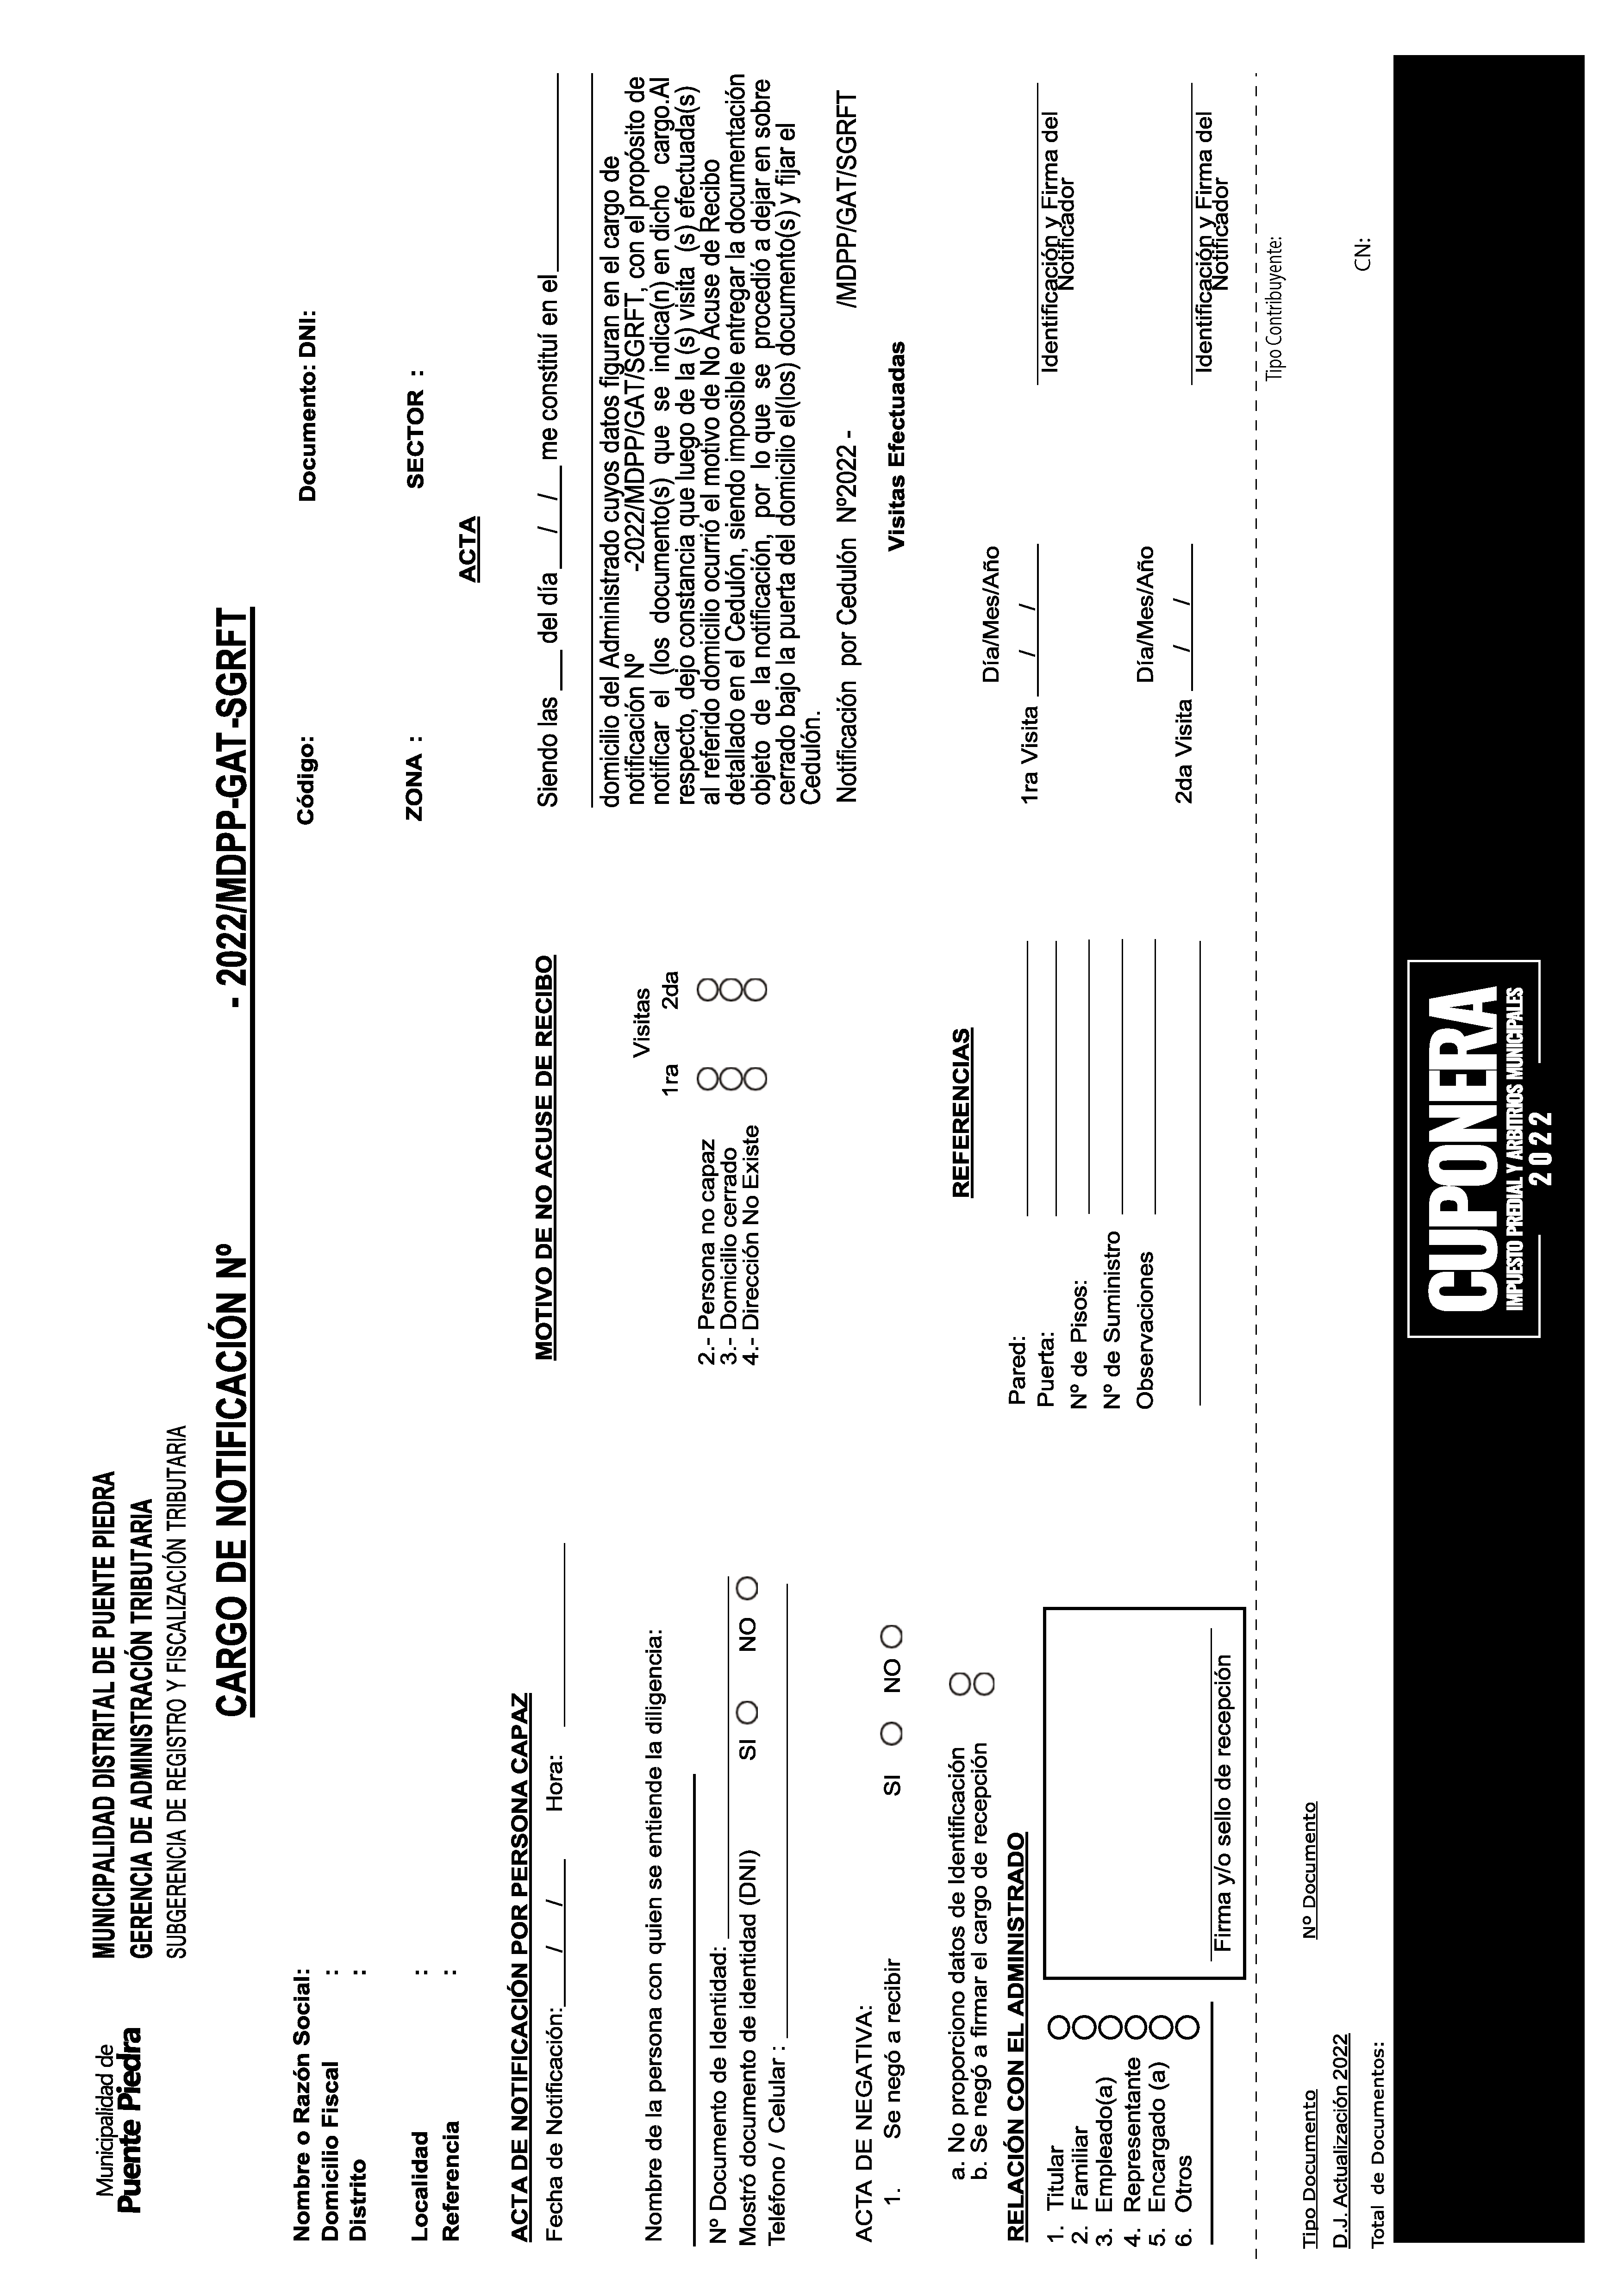 Municipalidad de
Puente Piedra
MUNICIPALIDAD DISTRITAL DE PUENTE PIEDRA
GERENCIA DE ADMINISTRACIÓN TRIBUTARIA
SUBGERENCIA DE REGISTRO Y FISCALIZACIÓN TRIBUTARIA
CARGO DE NOTIFICACIÓN Nº - 2022/MDPP-GAT-SGRFT
Nombre o Razón Social: Código: Documento: DNI:
Domicilio Fiscal :
Distrito :
Localidad : ZONA : SECTOR :
Referencia :
ACTA DE NOTIFICACIÓN POR PERSONA CAPAZ
Fecha de Notificación:___/___/___ Hora: ________
Nombre de la persona con quien se entiende la diligencia:
Nº Documento de Identidad:
Mostró documento de identidad (DNI) SI NO
Teléfono / Celular :
ACTA DE NEGATIVA:
1. Se negó a recibir SI NO
a. No proporciono datos de Identificación
b. Se negó a firmar el cargo de recepción
RELACIÓN CON EL ADMINISTRADO
1. Titular
2. Familiar
3. Empleado(a)
4. Representante
5. Encargado (a)
6. Otros
Firma y/o sello de recepción
MOTIVO DE NO ACUSE DE RECIBO
Visitas
1ra 2da
2.- Persona no capaz
3.- Domicilio cerrado
4.- Dirección No Existe
REFERENCIAS
Pared:
Puerta:
Nº de Pisos:
Nº de Suministro
Observaciones
ACTA
Siendo las ___ del día ___/___/___ me constituí en el________
domicilio del Administrado cuyos datos figuran en el cargo de
notificación Nº -2022/MDPP/GAT/SGRFT, con el propósito de
notificar el (los documento(s) que se indica(n) en dicho cargo.Al
respecto, dejo constancia que luego de la (s) visita (s) efectuada(s)
al referido domicilio ocurrió el motivo de No Acuse de Recibo
detallado en el Cedulón, siendo imposible entregar la documentación
objeto de la notificación, por lo que se procedió a dejar en sobre
cerrado bajo la puerta del domicilio el(los) documento(s) y fijar el
Cedulón.
Notificación por Cedulón Nº2022 - /MDPP/GAT/SGRFT
Visitas Efectuadas
Día/Mes/Año
1ra Visita ___/___/___
Identificación y Firma del
Notificador
Día/Mes/Año
2da Visita ___/___/___
Identificación y Firma del
Notificador
Tipo Contribuyente:
Tipo Documento Nº Documento
D.J. Actualización 2022
Total de Documentos: CN:
CUPONERA
IMPUESTO PREDIAL Y ARBITRIOS MUNICIPALES
2022